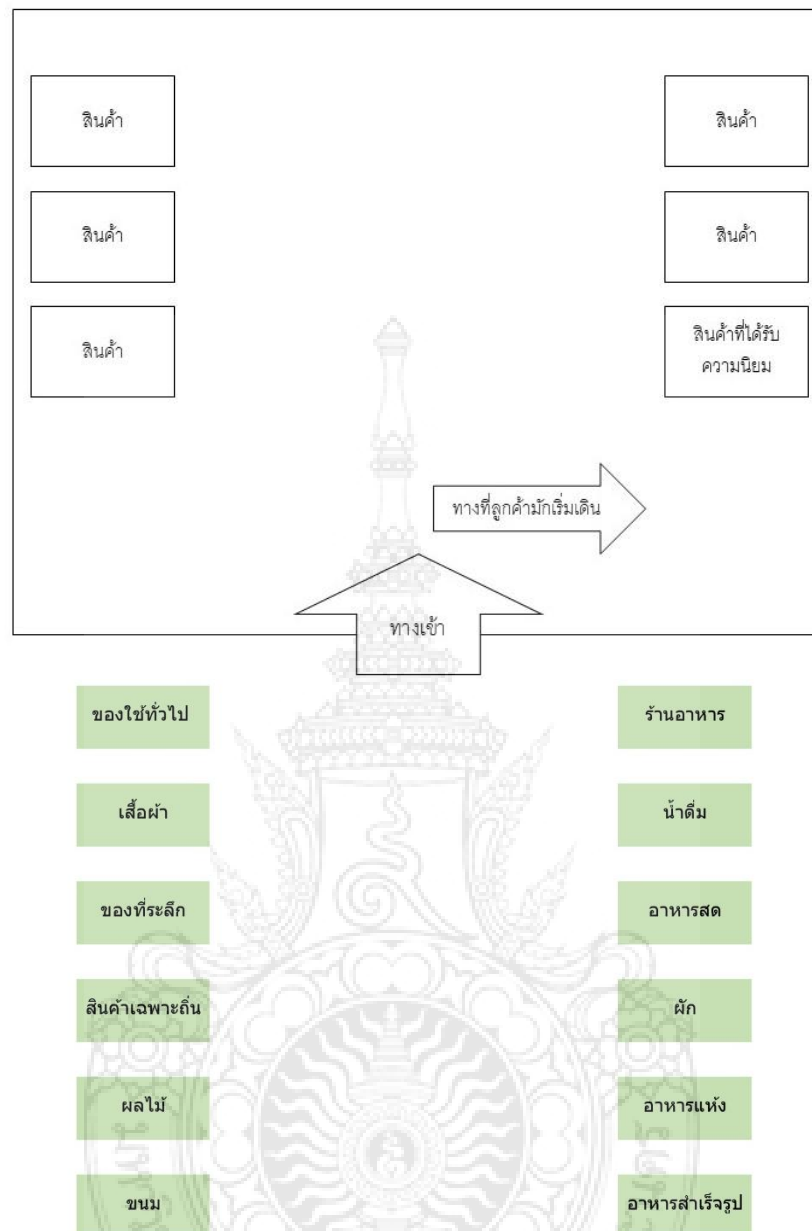 สินค้า
สินค้า
สินค้า
สินค้า
สินค้า
สินค้าที่ได้รับ
ความนิยม
ทางที่ลูกค้ามักเริ่มเดิน
ทางเข้า
ของใช้ทั่วไป
ร้านอาหาร
เสื้อผ้า
น้ำดื่ม
ของที่ระลึก
อาหารสด
สินค้าเฉพาะถิ่น
ผัก
ผลไม้
อาหารแห้ง
ขนม
อาหารสำเร็จรูป